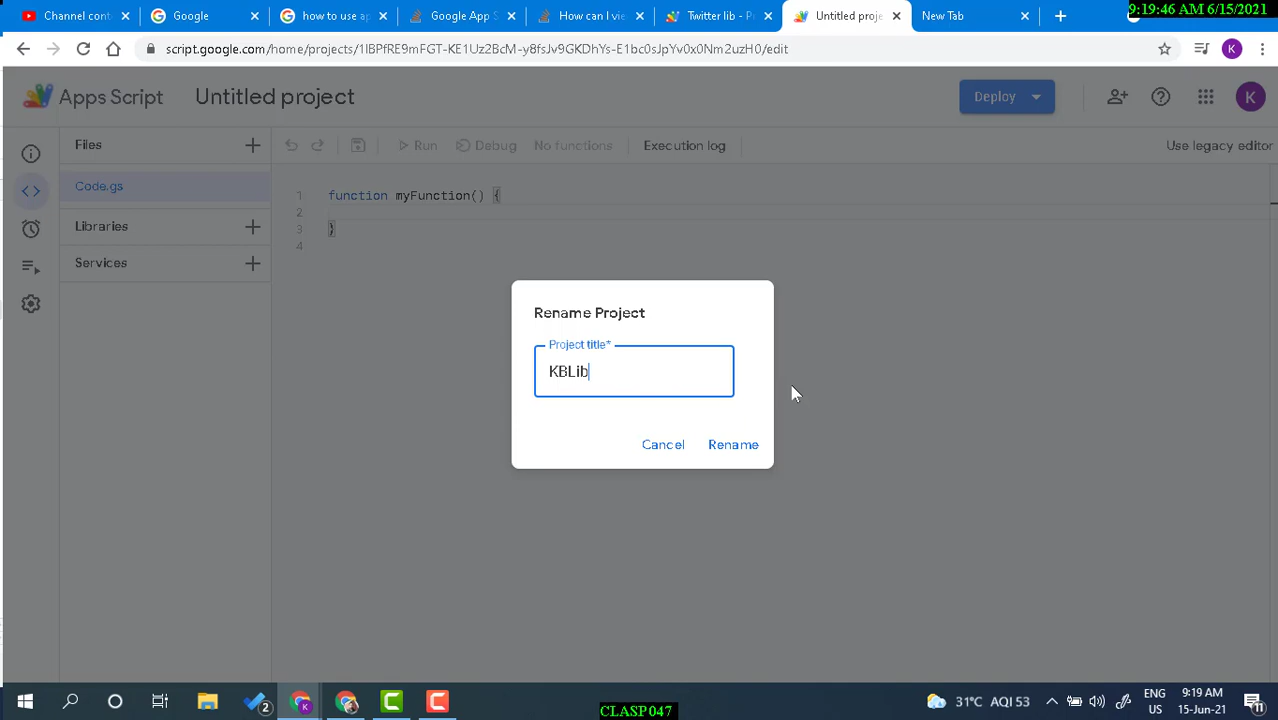 9:19:46 AM 6/15/2021
Channel cont
Google
how to use ap
Google App S
How can I vie
Twitter lib - P
Untitled proje
New Tab
script.google.com/home/projects/1IBPfRE9mFGT-KE1Uz2BcM-y8fsJv9GKDhYs-E1bc0sJpYv0x0Nm2uzH0/edit
K
Apps Script
Untitled project
Deploy
K
Files
Run
Debug
No functions
Execution log
Use legacy editor
Code.gs
1 function myFunction() {
2
3 }
4
Libraries
Services
Rename Project
Project title*
KBLib
Cancel
Rename
2
K
31°C AQI 53
ENG
US
9:19 AM
15-Jun-21
11
CLASP047